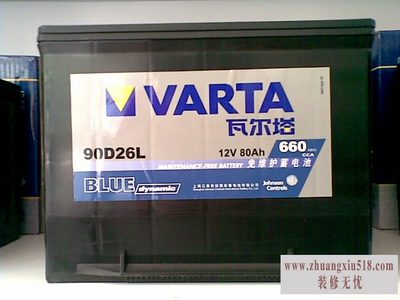 VARTA
瓦尔塔
90D26L
12V 80Ah
660
CCA
MAINTENANCE-FREE BATTERY
免维护蓄电池
BLUE dynamic
Johnson Controls
www.zhuangxiu518.com
装修无忧